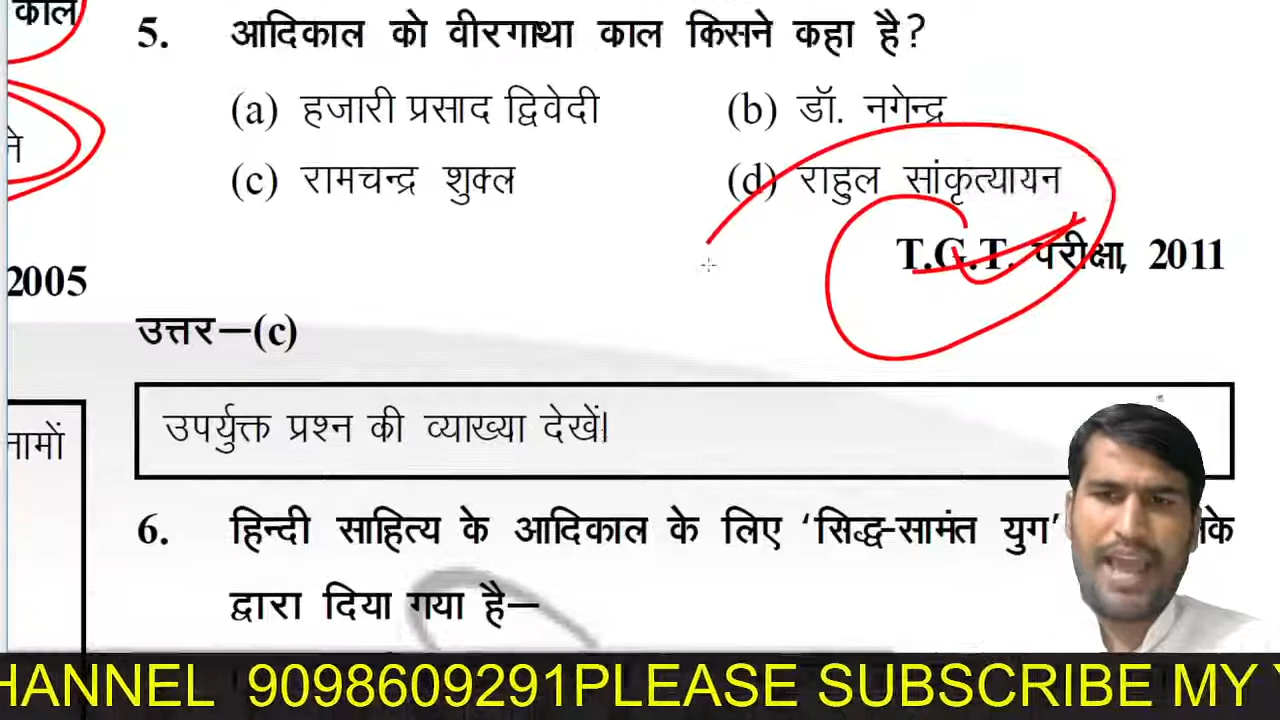 काल
ने
2005
नामों
5. आदिकाल को वीरगाथा काल किसने कहा है?
(a) हजारी प्रसाद द्विवेदी (b) डॉ. नगेन्द्र
(c) रामचन्द्र शुक्ल (d) राहुल सांकृत्यायन
T.G.T. परीक्षा, 2011
उत्तर–(c)
उपर्युक्त प्रश्न की व्याख्या देखें।
6. हिन्दी साहित्य के आदिकाल के लिए ‘सिद्ध-सामंत युग’
द्वारा दिया गया है–
HANNEL 9098609291PLEASE SUBSCRIBE MY